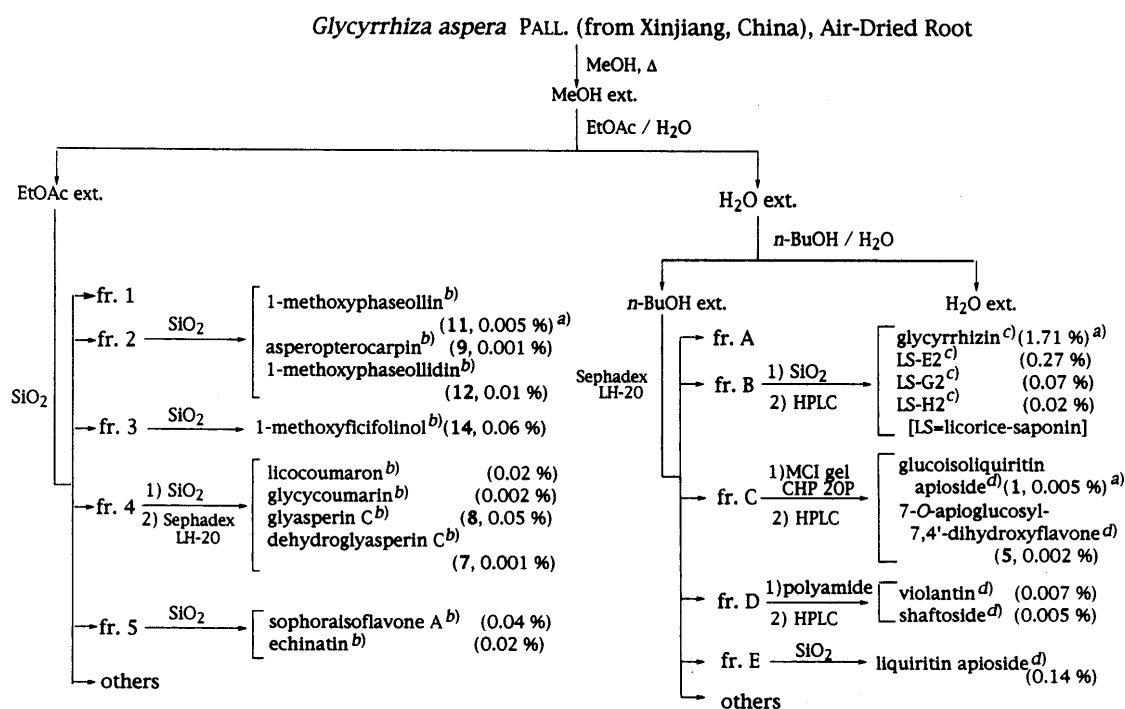 Glycyrrhiza aspera PALL. (from Xinjiang, China), Air-Dried Root
MeOH, Δ
MeOH ext.
EtOAc / H2O
EtOAc ext.
SiO2
fr. 1
fr. 2
SiO2
1-methoxyphaseollin b)
(11, 0.005 %) a)
asperopterocarpin b) (9, 0.001 %)
1-methoxyphaseollidin b)
(12, 0.01 %)
fr. 3
SiO2
1-methoxyficifolinol b) (14, 0.06 %)
fr. 4
1) SiO2
2) Sephadex
LH-20
licocoumaron b) (0.02 %)
glycycoumarin b) (0.002 %)
glyasperin C b) (8, 0.05 %)
dehydroglyasperin C b)
(7, 0.001 %)
fr. 5
SiO2
sophoraisoflavone A b) (0.04 %)
echinatin b) (0.02 %)
others
H2O ext.
n-BuOH / H2O
n-BuOH ext.
H2O ext.
Sephadex
LH-20
fr. A
fr. B
1) SiO2
2) HPLC
glycyrrhizin c) (1.71 %) a)
LS-E2 c) (0.27 %)
LS-G2 c) (0.07 %)
LS-H2 c) (0.02 %)
[LS=licorice-saponin]
fr. C
1)MCI gel
CHP 20P
2) HPLC
glucoisoliquiritin
apioside d) (1, 0.005 %) a)
7-O-apioglucosyl-
7,4'-dihydroxyflavone d)
(5, 0.002 %)
fr. D
1)polyamide
2) HPLC
violantin d) (0.007 %)
shaftoside d) (0.005 %)
fr. E
SiO2
liquiritin apioside d)
(0.14 %)
others